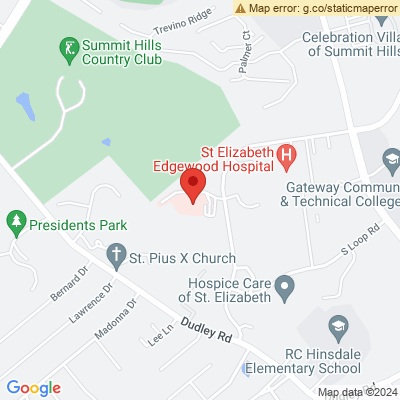 Map error: g.co/staticmaperror
Trevino Ridge
Palmer Ct
Summit Hills
Country Club
Celebration Villa
of Summit Hills
St Elizabeth
Edgewood Hospital
H
Gateway Commun
& Technical College
Presidents Park
S Loop Rd
St. Pius X Church
Bernard Dr
Lawrence Dr
Madonna Dr
Lee Ln
Dudley Rd
Hospice Care
of St. Elizabeth
RC Hinsdale
Elementary School
Google
Map data ©2024